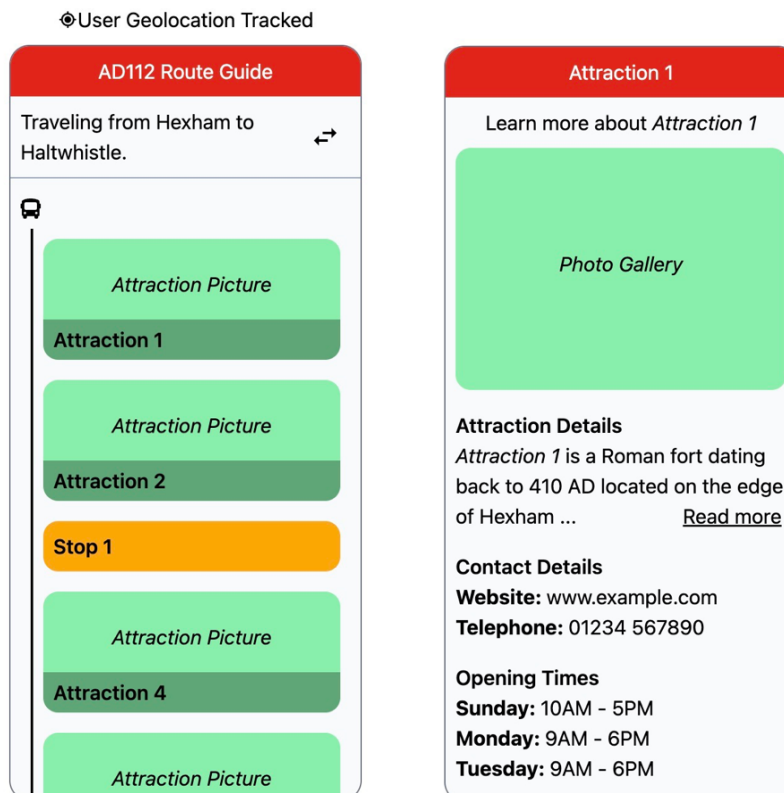 User Geolocation Tracked
AD112 Route Guide
Traveling from Hexham to
Haltwhistle.
Attraction Picture
Attraction 1
Attraction Picture
Attraction 2
Stop 1
Attraction Picture
Attraction 4
Attraction Picture
Attraction 1
Learn more about Attraction 1
Photo Gallery
Attraction Details
Attraction 1 is a Roman fort dating
back to 410 AD located on the edge
of Hexham ... Read more
Contact Details
Website: www.example.com
Telephone: 01234 567890
Opening Times
Sunday: 10AM - 5PM
Monday: 9AM - 6PM
Tuesday: 9AM - 6PM